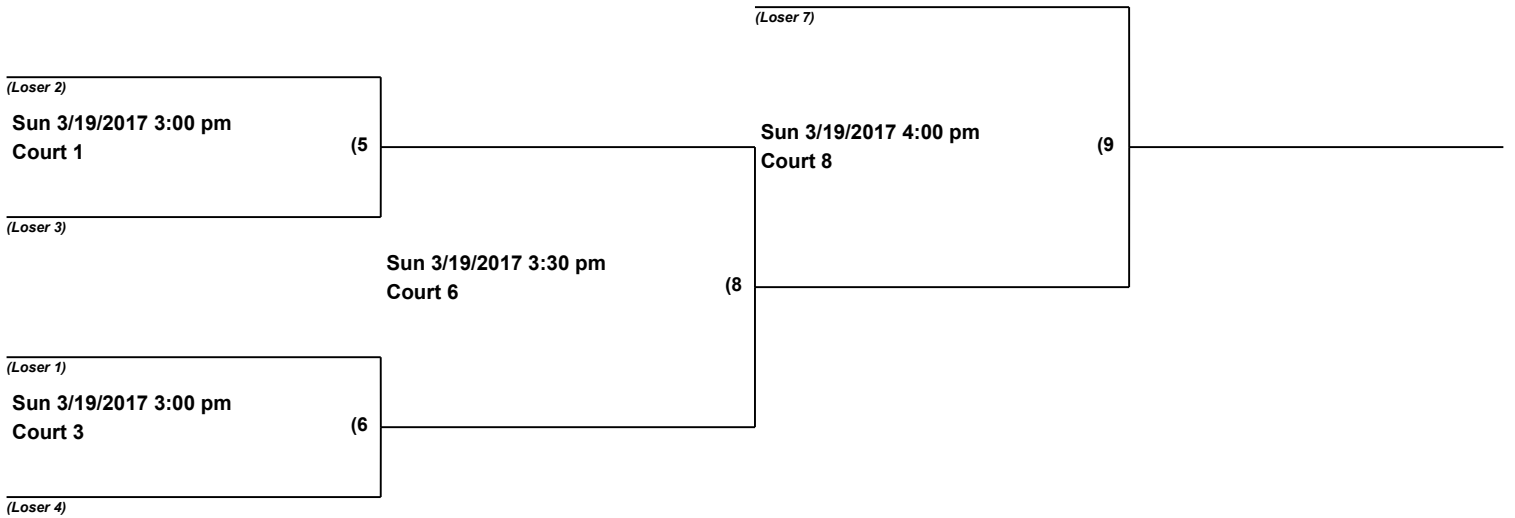 (Loser 7)
(Loser 2)
Sun 3/19/2017 3:00 pm
Court 1
(5
Sun 3/19/2017 4:00 pm
Court 8
(9
(Loser 3)
Sun 3/19/2017 3:30 pm
Court 6
(8
(Loser 1)
Sun 3/19/2017 3:00 pm
Court 3
(6
(Loser 4)